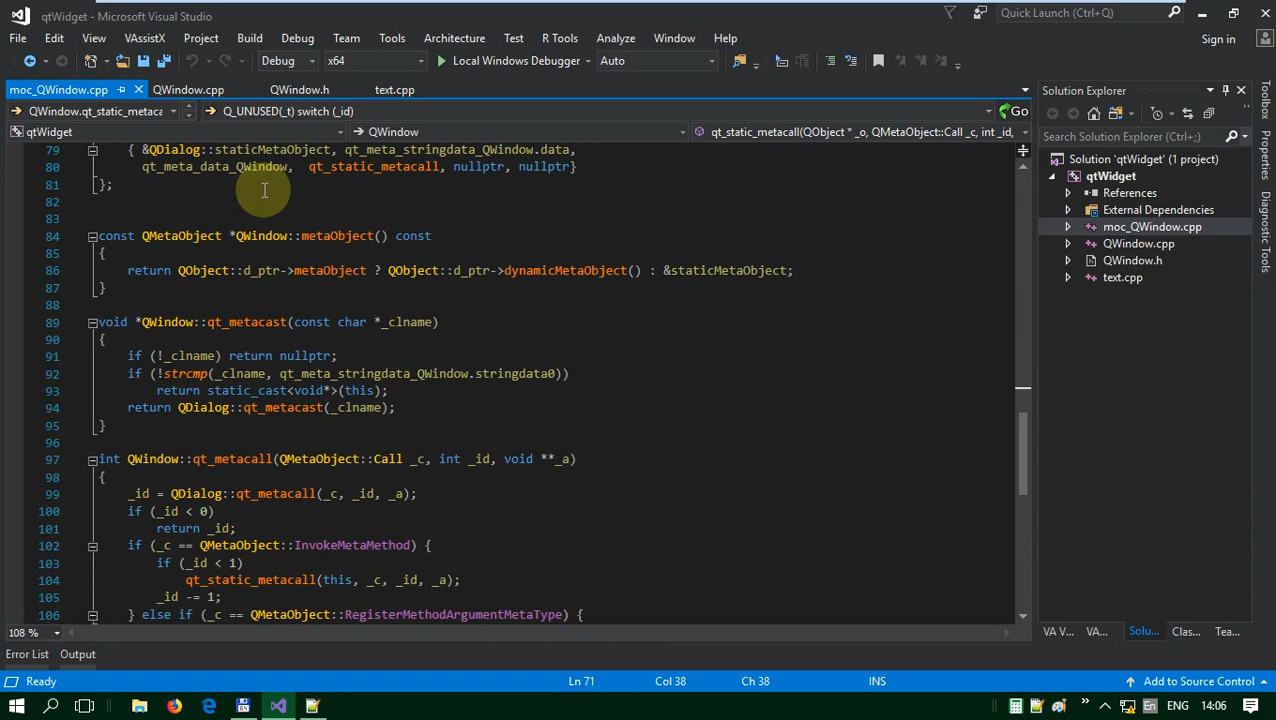 qtWidget - Microsoft Visual Studio
Quick Launch (Ctrl+Q)
File Edit View VAssistX Project Build Debug Team Tools Architecture Test R Tools Analyze Window Help
Sign in
Debug x64 Local Windows Debugger Auto
moc_QWindow.cpp QWindow.cpp QWindow.h text.cpp
QWindow.qt_static_metaca Q_UNUSED(_t) switch (_id) Go
qtWidget QWindow qt_static_metacall(QObject * _o, QMetaObject::Call _c, int _id,
79 { &QDialog::staticMetaObject, qt_meta_stringdata_QWindow.data,
80 qt_meta_data_QWindow, qt_static_metacall, nullptr, nullptr}
81 };
82
83
84 const QMetaObject *QWindow::metaObject() const
85 {
86 return QObject::d_ptr->metaObject ? QObject::d_ptr->dynamicMetaObject() : &staticMetaObject;
87 }
88
89 void *QWindow::qt_metacast(const char *_clname)
90 {
91 if (!_clname) return nullptr;
92 if (!strcmp(_clname, qt_meta_stringdata_QWindow.stringdata0))
93 return static_cast<void*>(this);
94 return QDialog::qt_metacast(_clname);
95 }
96
97 int QWindow::qt_metacall(QMetaObject::Call _c, int _id, void **_a)
98 {
99 _id = QDialog::qt_metacall(_c, _id, _a);
100 if (_id < 0)
101 return _id;
102 if (_c == QMetaObject::InvokeMetaMethod) {
103 if (_id < 1)
104 qt_static_metacall(this, _c, _id, _a);
105 _id -= 1;
106 } else if (_c == QMetaObject::RegisterMethodArgumentMetaType) {
108 %
Solution Explorer
Search Solution Explorer (Ctrl+;)
Solution 'qtWidget' (1 project)
qtWidget
References
External Dependencies
moc_QWindow.cpp
QWindow.cpp
QWindow.h
text.cpp
VA V... VA... Solu... Clas... Tea...
Toolbox
Properties
Diagnostic Tools
Error List Output
Ready Ln 71 Col 38 Ch 38 INS Add to Source Control
64
En ENG 14:06